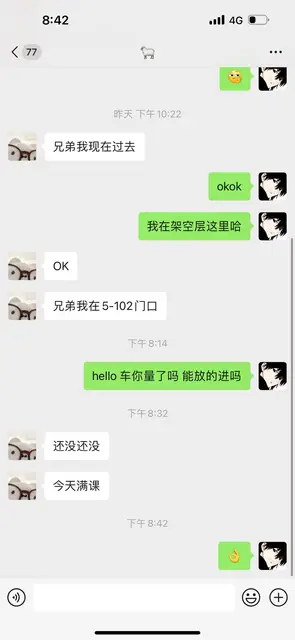 8:42
4G
77
昨天 下午10:22
兄弟我现在过去
okok
我在架空层这里哈
OK
兄弟我在5-102门口
下午8:14
hello 车你量了吗 能放的进吗
下午8:32
还没还没
今天满课
下午8:42